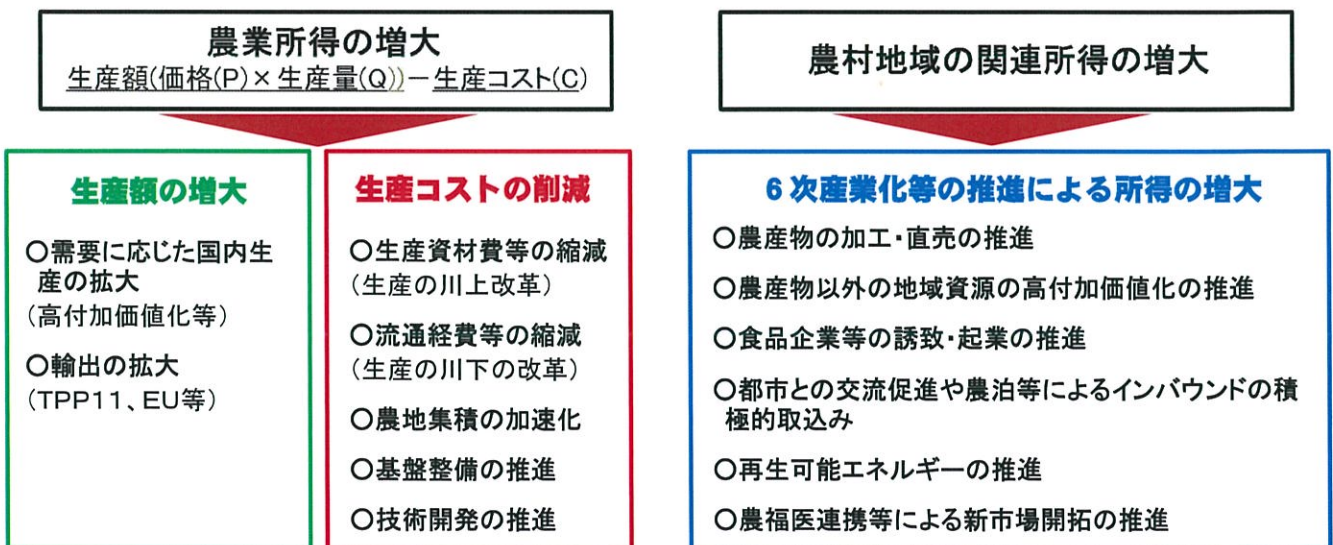 農業所得の増大
生産額(価格(P)×生産量(Q))－生産コスト(C)
農村地域の関連所得の増大
生産額の増大
〇需要に応じた国内生
産の拡大
(高付加価値化等)
〇輸出の拡大
(TPP11、EU等)
生産コストの削減
〇生産資材費等の縮減
(生産の川上改革)
〇流通経費等の縮減
(生産の川下の改革)
〇農地集積の加速化
〇基盤整備の推進
〇技術開発の推進
6次産業化等の推進による所得の増大
〇農産物の加工・直売の推進
〇農産物以外の地域資源の高付加価値化の推進
〇食品企業等の誘致・起業の推進
〇都市との交流促進や農泊等によるインバウンドの積
極的取込み
〇再生可能エネルギーの推進
〇農福医連携等による新市場開拓の推進